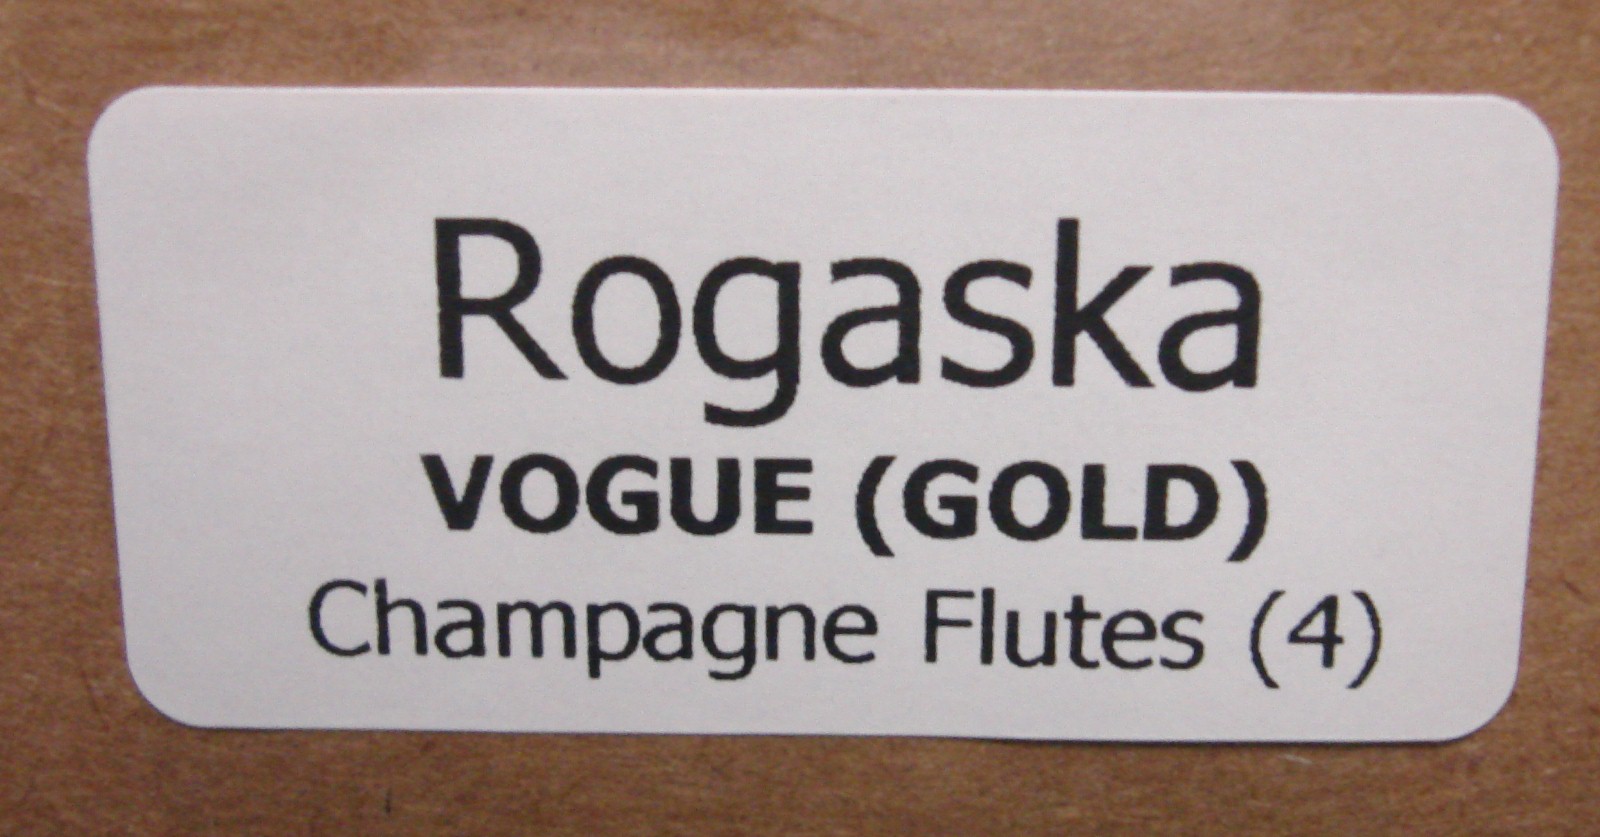 Rogaska
VOGUE (GOLD)
Champagne Flutes (4)